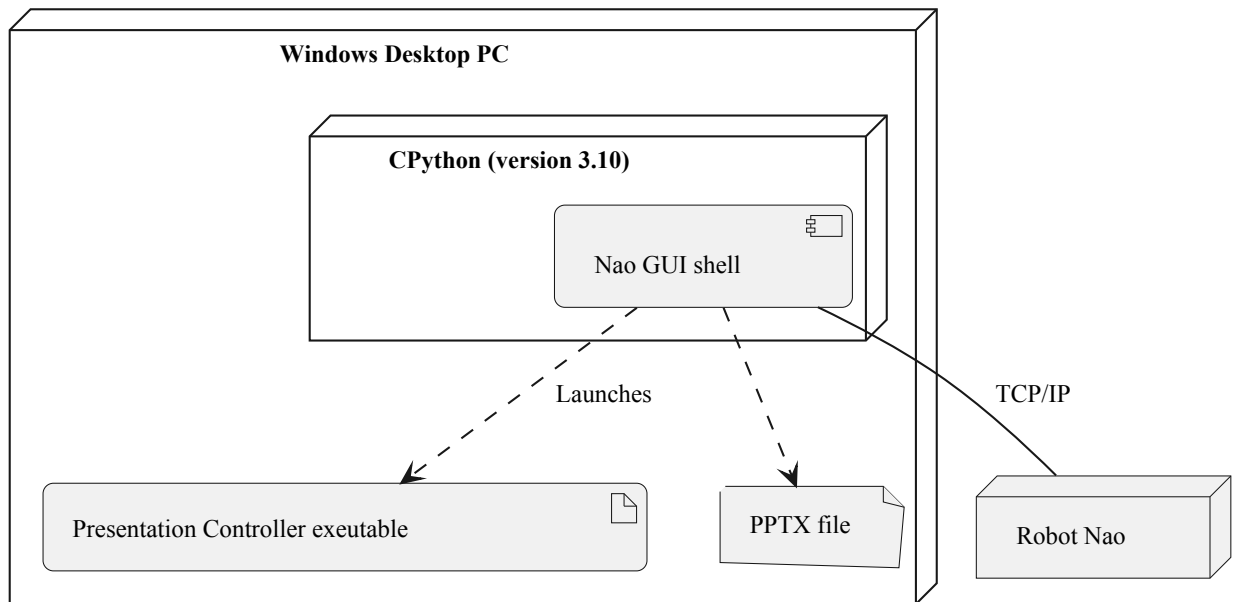 Windows Desktop PC
CPython (version 3.10)
Nao GUI shell
Launches
TCP/IP
Presentation Controller exeutable
PPTX file
Robot Nao